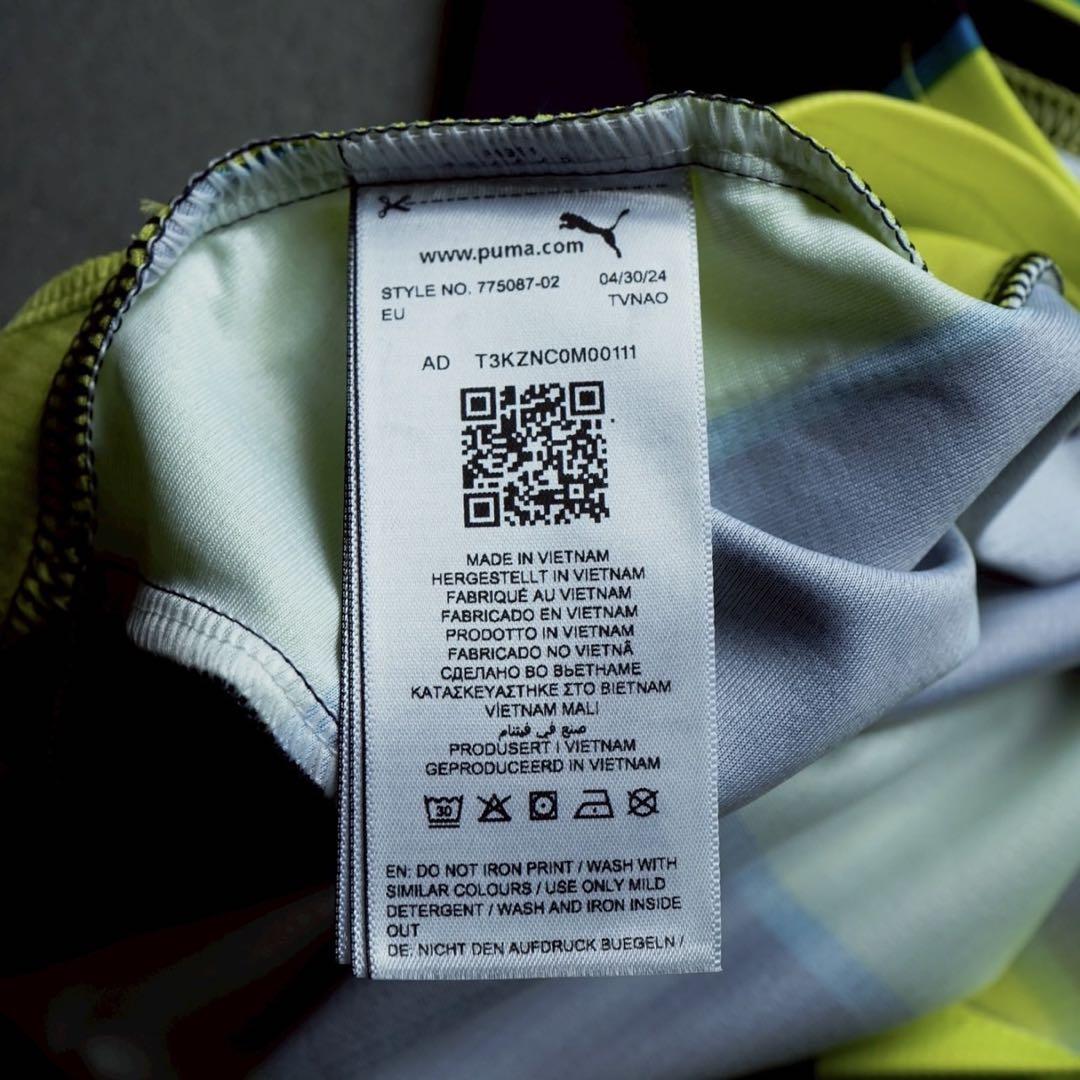 www.puma.com
STYLE NO. 775087-02 04/30/24
EU TVNAO
AD T3KZNC0M00111
MADE IN VIETNAM
HERGESTELLT IN VIETNAM
FABRIQUÉ AU VIETNAM
FABRICADO EN VIETNAM
PRODOTTO IN VIETNAM
FABRICADO NO VIETNÃ
СДЕЛАНО ВО ВЬЕТНАМЕ
ΚΑΤΑΣΚΕΥΑΣΤΗΚΕ ΣΤΟ ΒΙΕΤΝΑΜ
VİETNAM MALI
صنع في فيتنام
PRODUSERT I VIETNAM
GEPRODUCEERD IN VIETNAM
30
EN: DO NOT IRON PRINT / WASH WITH
SIMILAR COLOURS / USE ONLY MILD
DETERGENT / WASH AND IRON INSIDE
OUT
DE: NICHT DEN AUFDRUCK BUEGELN /